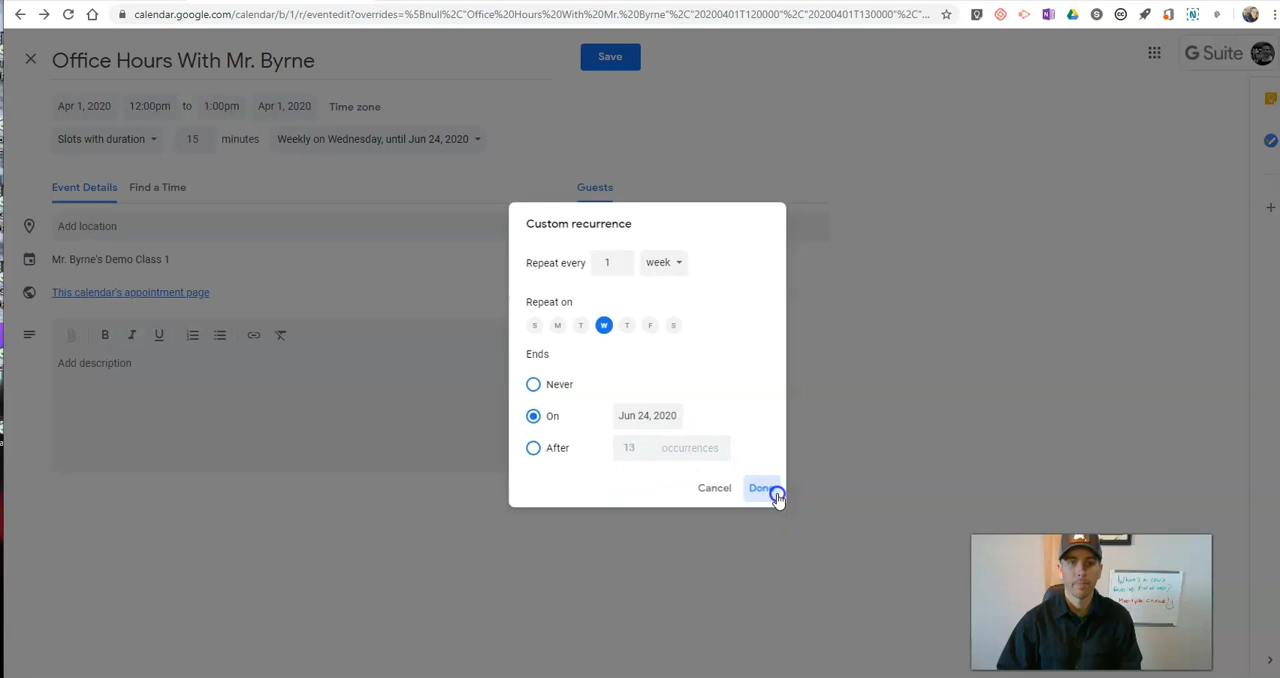 calendar.google.com/calendar/b/1/r/eventedit?overrides=%5Bnull%2C"Office%20Hours%20With%20Mr.%20Byrne"%2C"20200401T120000"%2C"20200401T130000"%2C"...
Office Hours With Mr. Byrne
Save
G Suite
Apr 1, 2020 12:00pm to 1:00pm Apr 1, 2020 Time zone
Slots with duration 15 minutes Weekly on Wednesday, until Jun 24, 2020
Event Details Find a Time Guests
Add location
Mr. Byrne's Demo Class 1
This calendar's appointment page
B I U
Add description
Custom recurrence
Repeat every 1 week
Repeat on
S M T W T F S
Ends
Never
On Jun 24, 2020
After 13 occurrences
Cancel Done